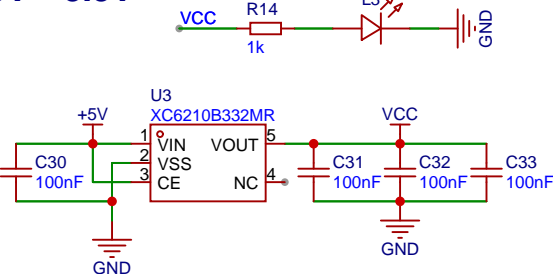 VCC
R14
1k
GND
U3
XC6210B332MR
+5V
1
VIN
2
VSS
3
CE
VOUT
5
NC
4
VCC
C30
100nF
C31
100nF
C32
100nF
C33
100nF
GND
GND